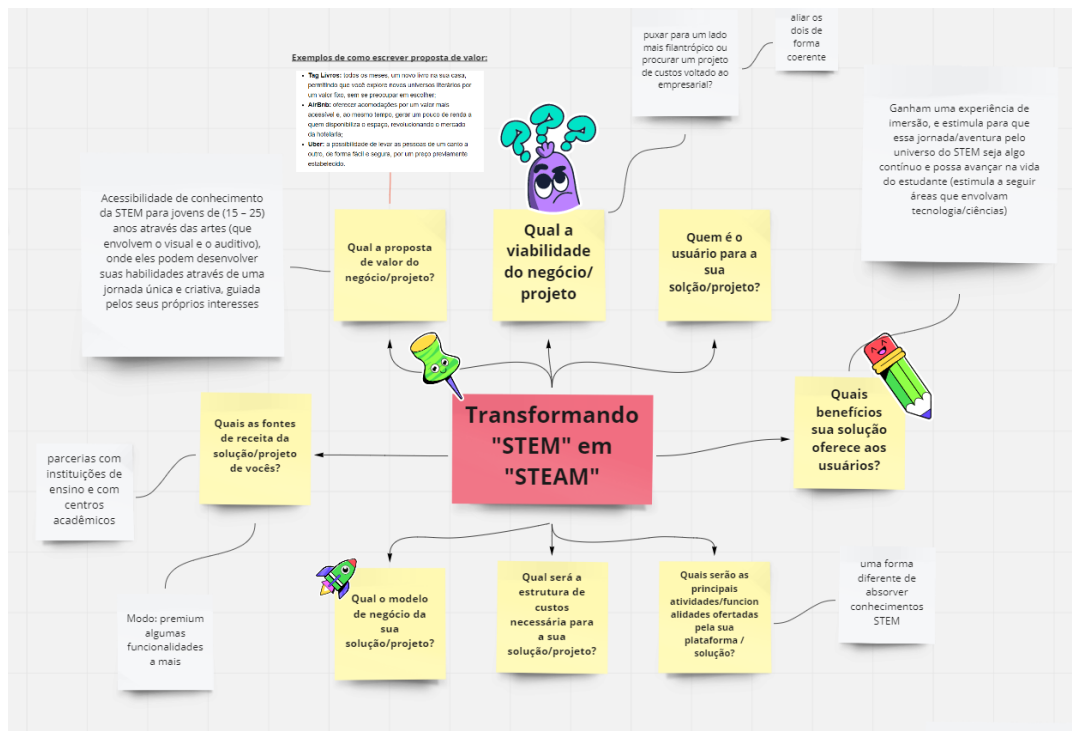 aliar os
dois de
forma
coerente
puxar para um lado
mais filantrópico ou
procurar um projeto
de custos voltado ao
empresarial?
Exemplos de como escrever proposta de valor:
• Tag Livros: todos os meses, um novo livro na sua casa,
permitindo que você explore novos universos literários por
um valor fixo, sem se preocupar em escolher;
• AirBnb: oferecer acomodações por um valor mais
acessível e, ao mesmo tempo, gerar um pouco de renda a
quem disponibiliza o espaço, revolucionando o mercado
da hotelaria;
• Uber: a possibilidade de levar as pessoas de um canto a
outro, de forma fácil e segura, por um preço previamente
estabelecido.
Ganham uma experiência de
imersão, e estimula para que
essa jornada/aventura pelo
universo do STEM seja algo
contínuo e possa avançar na vida
do estudante (estimula a seguir
áreas que envolvam
tecnologia/ciências)
Acessibilidade de conhecimento
da STEM para jovens de (15 – 25)
anos através das artes (que
envolvem o visual e o auditivo),
onde eles podem desenvolver
suas habilidades através de uma
jornada única e criativa, guiada
pelos seus próprios interesses
Qual a proposta
de valor do
negócio/projeto?
Qual a
viabilidade
do negócio/
projeto
Quem é o
usuário para a
sua
solção/projeto?
Transformando
"STEM" em
"STEAM"
Quais
benefícios
sua solução
oferece aos
usuários?
Quais as fontes
de receita da
solução/projeto
de vocês?
parcerias com
instituições de
ensino e com
centros
acadêmicos
Modo: premium
algumas
funcionalidades
a mais
Qual o modelo
de negócio da
sua
solução/projeto?
Qual será a
estrutura de
custos
necessária para
a sua
solução/projeto?
Quais serão as
principais
atividades/funcion
alidades ofertadas
pela sua
plataforma /
solução?
uma forma
diferente de
absorver
conhecimentos
STEM